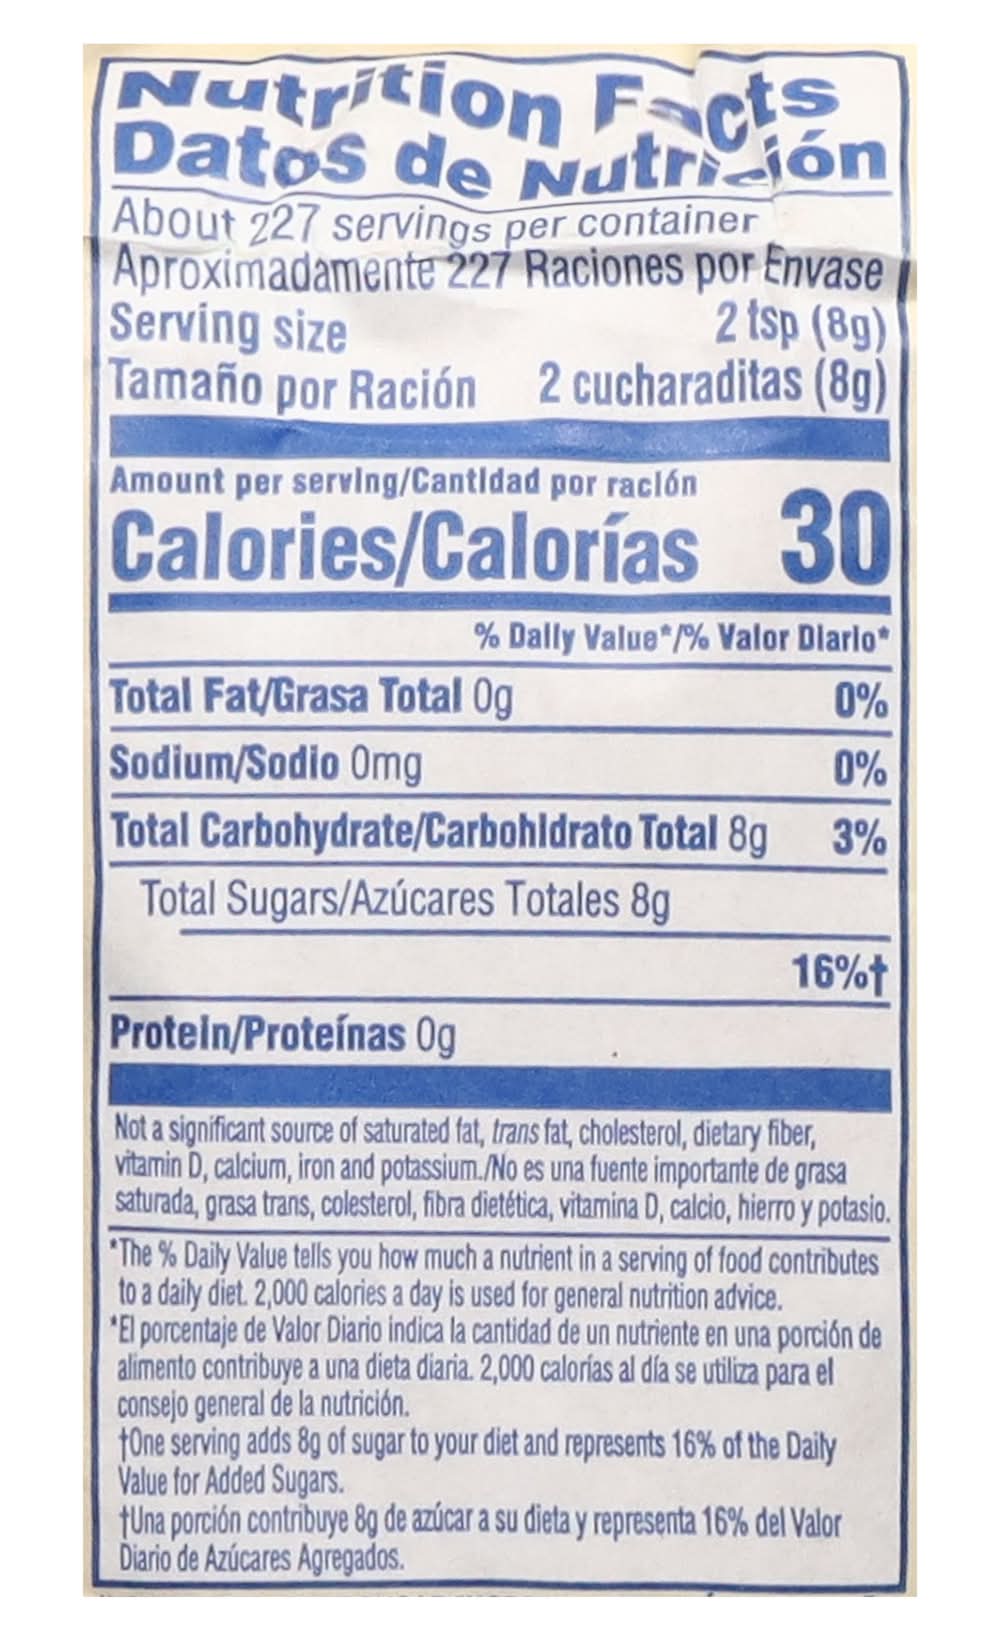 Nutrition Facts
Datos de Nutrición
About 227 servings per container
Aproximadamente 227 Raciones por Envase
Serving size 2 tsp (8g)
Tamaño por Ración 2 cucharaditas (8g)
Amount per serving/Cantidad por ración
Calories/Calorías 30
% Daily Value*/% Valor Diario*
Total Fat/Grasa Total 0g 0%
Sodium/Sodio 0mg 0%
Total Carbohydrate/Carbohidrato Total 8g 3%
Total Sugars/Azúcares Totales 8g
16%†
Protein/Proteínas 0g
Not a significant source of saturated fat, trans fat, cholesterol, dietary fiber,
vitamin D, calcium, iron and potassium./No es una fuente importante de grasa
saturada, grasa trans, colesterol, fibra dietética, vitamina D, calcio, hierro y potasio.
*The % Daily Value tells you how much a nutrient in a serving of food contributes
to a daily diet. 2,000 calories a day is used for general nutrition advice.
*El porcentaje de Valor Diario indica la cantidad de un nutriente en una porción de
alimento contribuye a una dieta diaria. 2,000 calorías al día se utiliza para el
consejo general de la nutrición.
†One serving adds 8g of sugar to your diet and represents 16% of the Daily
Value for Added Sugars.
†Una porción contribuye 8g de azúcar a su dieta y representa 16% del Valor
Diario de Azúcares Agregados.